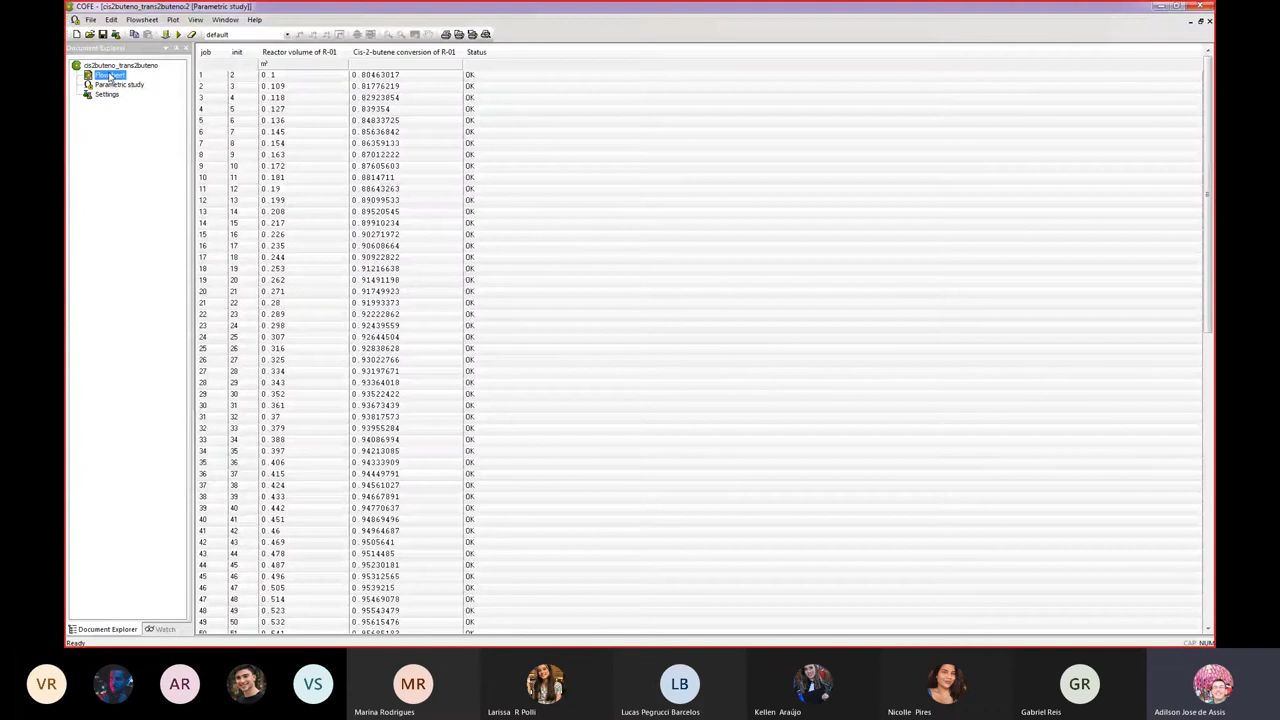 COFE - [cis2buteno_trans2buteno:2 [Parametric study]]
File Edit Flowsheet Plot View Window Help
default
Document Explorer
cis2buteno_trans2buteno
Flowsheet
Parametric study
Settings
job init Reactor volume of R-01 Cis-2-butene conversion of R-01 Status
m³
1 2 0.1 0.80463017 OK
2 3 0.109 0.81776219 OK
3 4 0.118 0.82923854 OK
4 5 0.127 0.839354 OK
5 6 0.136 0.84833725 OK
6 7 0.145 0.85636842 OK
7 8 0.154 0.86359133 OK
8 9 0.163 0.87012222 OK
9 10 0.172 0.87605603 OK
10 11 0.181 0.8814711 OK
11 12 0.19 0.88643263 OK
12 13 0.199 0.89099533 OK
13 14 0.208 0.89520545 OK
14 15 0.217 0.89910234 OK
15 16 0.226 0.90271972 OK
16 17 0.235 0.90608664 OK
17 18 0.244 0.90922822 OK
18 19 0.253 0.91216638 OK
19 20 0.262 0.91491198 OK
20 21 0.271 0.91749923 OK
21 22 0.28 0.91993373 OK
22 23 0.289 0.92222862 OK
23 24 0.298 0.92439559 OK
24 25 0.307 0.92644504 OK
25 26 0.316 0.92838628 OK
26 27 0.325 0.93022766 OK
27 28 0.334 0.93197671 OK
28 29 0.343 0.93364018 OK
29 30 0.352 0.93522422 OK
30 31 0.361 0.93673439 OK
31 32 0.37 0.93817573 OK
32 33 0.379 0.93955284 OK
33 34 0.388 0.94086994 OK
34 35 0.397 0.94213085 OK
35 36 0.406 0.94333909 OK
36 37 0.415 0.94449791 OK
37 38 0.424 0.94561027 OK
38 39 0.433 0.94667891 OK
39 40 0.442 0.94770637 OK
40 41 0.451 0.94869496 OK
41 42 0.46 0.94964687 OK
42 43 0.469 0.9505641 OK
43 44 0.478 0.9514485 OK
44 45 0.487 0.95230181 OK
45 46 0.496 0.95312565 OK
46 47 0.505 0.9539215 OK
47 48 0.514 0.95469078 OK
48 49 0.523 0.95543479 OK
49 50 0.532 0.95615476 OK
50 51 0.541 0.95685183 OK
Document Explorer Watch
Ready CAP NUM
VR AR VS MR LB GR
Marina Rodrigues Larissa R Polli Lucas Pegrucci Barcelos Kellen Araújo Nicolle Pires Gabriel Reis Adilson Jose de Assis